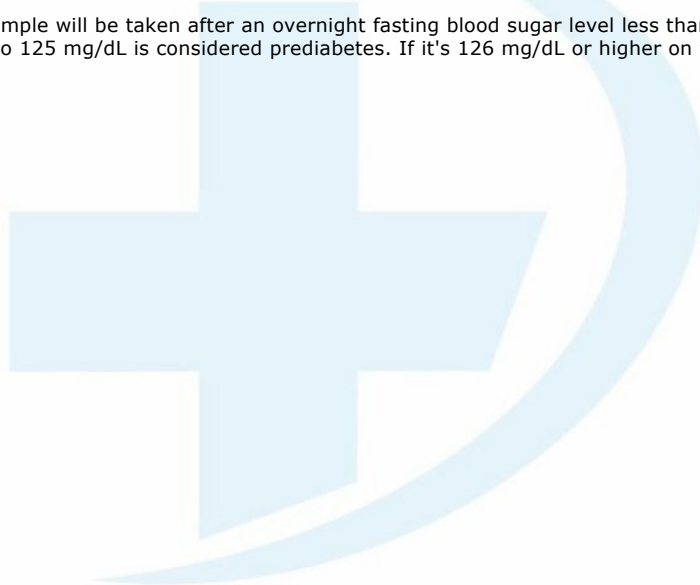 mple will be taken after an overnight fasting blood sugar level less than
o 125 mg/dL is considered prediabetes. If it's 126 mg/dL or higher on